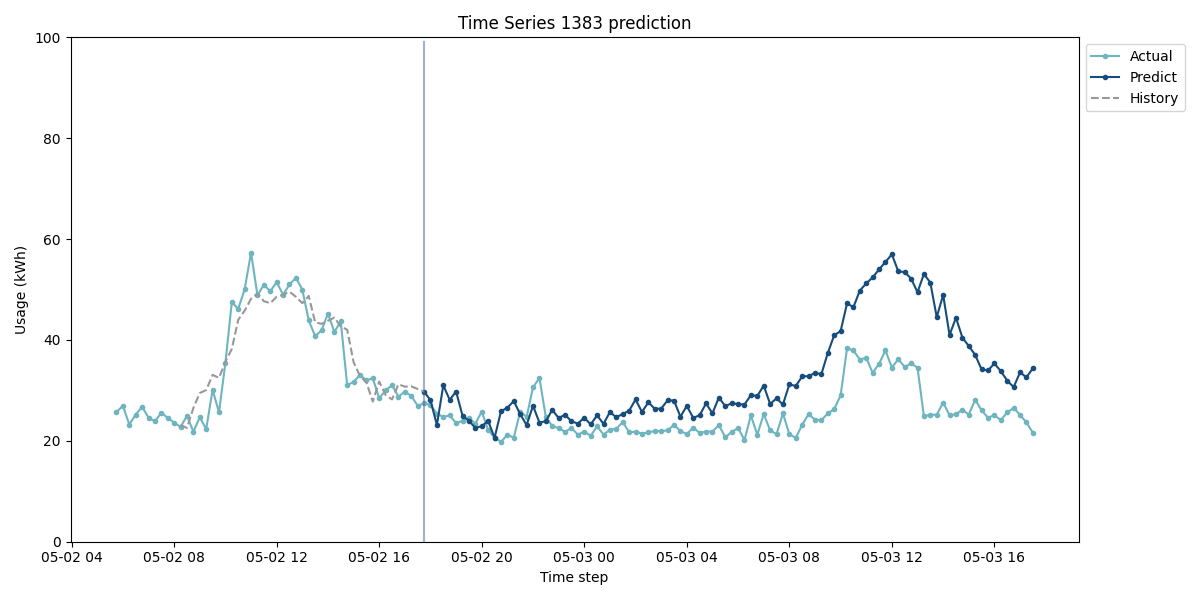 Time Series 1383 prediction
100
80
60
40
20
0
Usage (kWh)
05-02 04
05-02 08
05-02 12
05-02 16
05-02 20
05-03 00
05-03 04
05-03 08
05-03 12
05-03 16
Time step
Actual
Predict
History